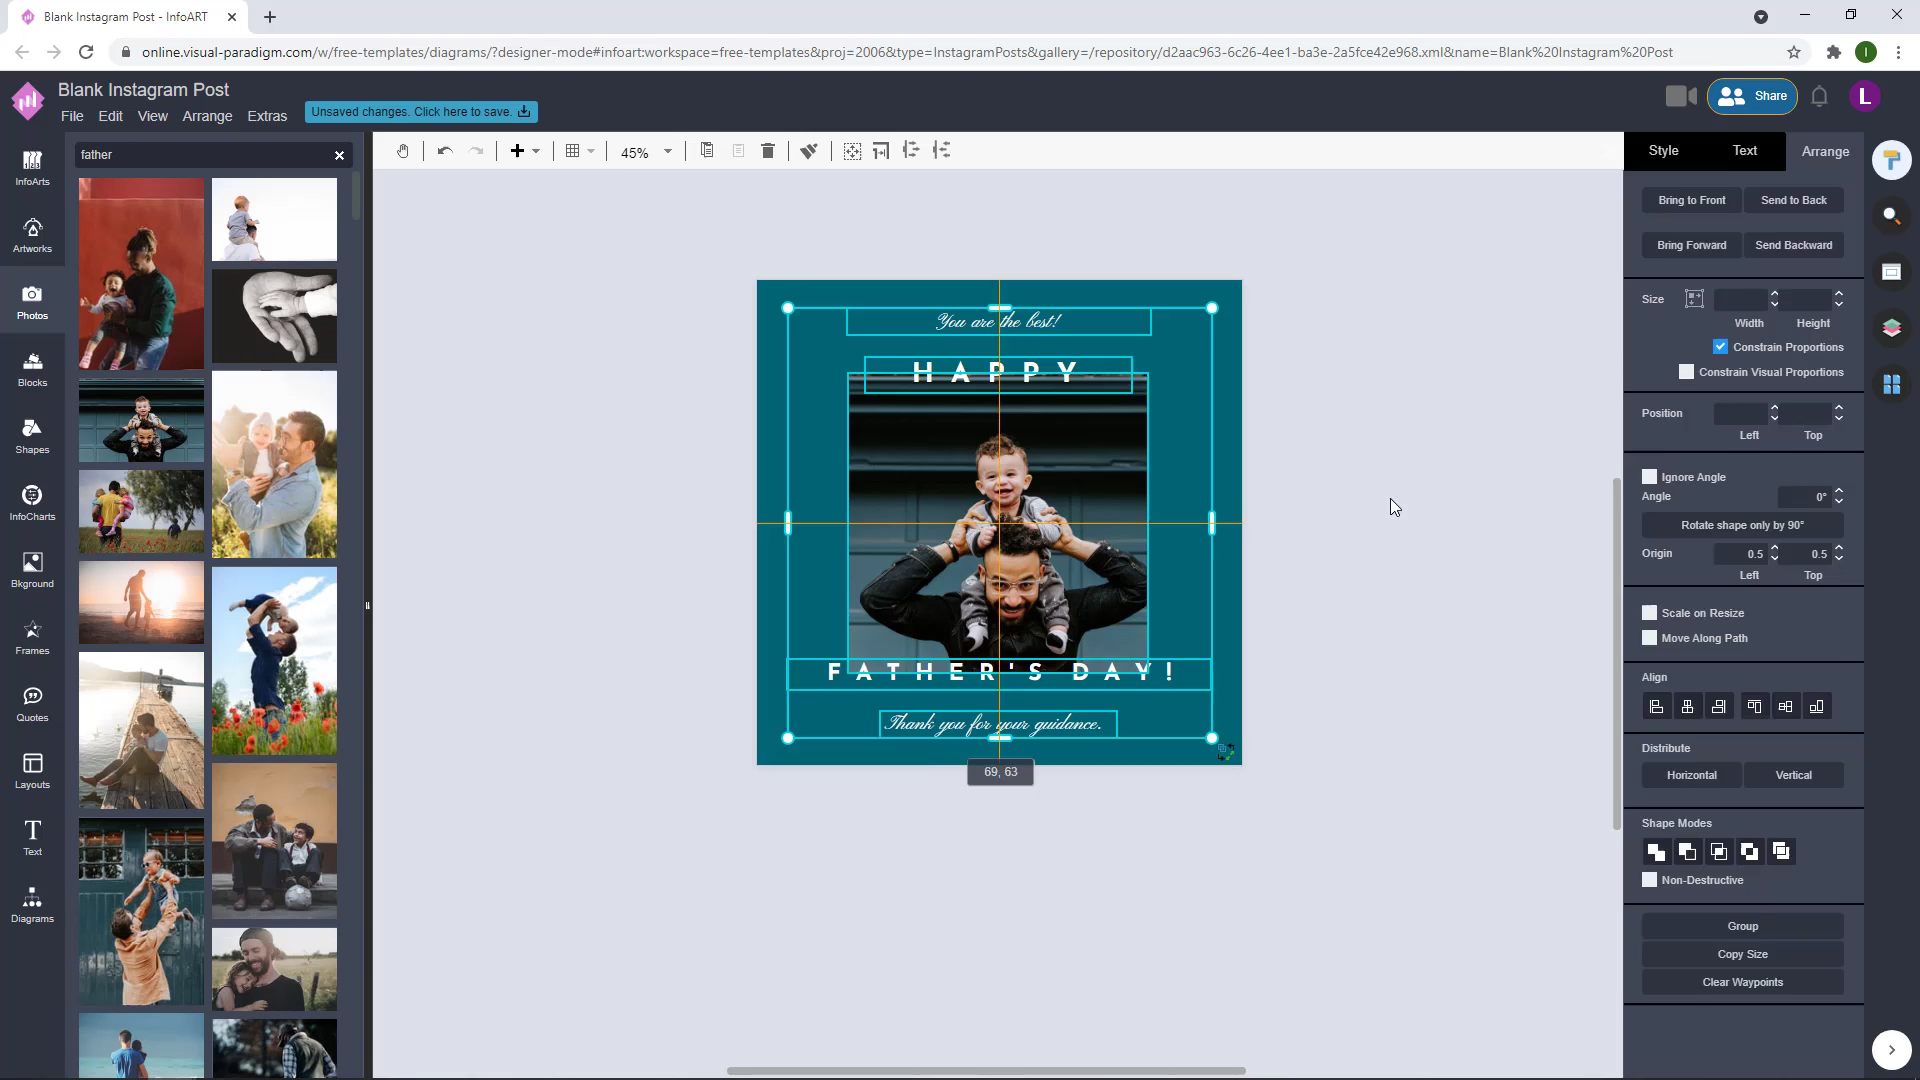 Blank Instagram Post - InfoART
online.visual-paradigm.com/w/free-templates/diagrams/?designer-mode#infoart:workspace=free-templates&proj=2006&type=InstagramPosts&gallery=/repository/d2aac963-6c26-4ee1-ba3e-2a5fce42e968.xml&name=Blank%20Instagram%20Post
I
Blank Instagram Post
File Edit View Arrange Extras
Unsaved changes. Click here to save.
Share
L
InfoArts
Artworks
Photos
Blocks
Shapes
InfoCharts
Bkground
Frames
Quotes
Layouts
T
Text
Diagrams
father
45%
You are the best!
HAPPY
FATHER'S DAY!
Thank you for your guidance.
69, 63
Style Text Arrange
Bring to Front Send to Back
Bring Forward Send Backward
Size
Width Height
Constrain Proportions
Constrain Visual Proportions
Position
Left Top
Ignore Angle
Angle 0°
Rotate shape only by 90°
Origin 0.5 0.5
Left Top
Scale on Resize
Move Along Path
Align
Distribute
Horizontal Vertical
Shape Modes
Non-Destructive
Group
Copy Size
Clear Waypoints